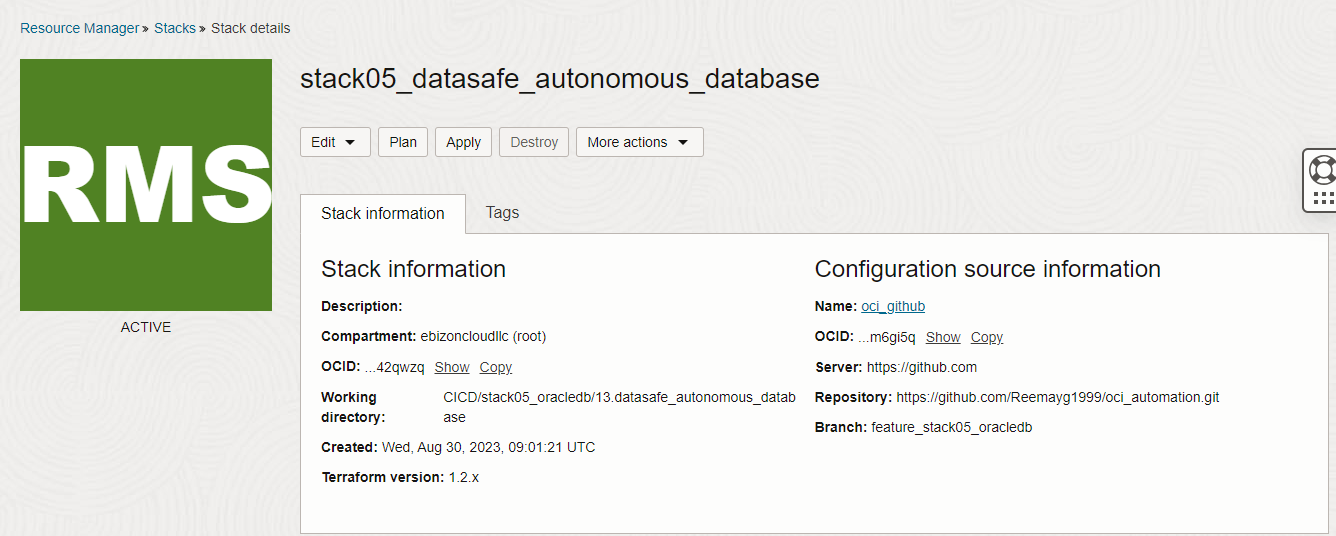 Resource Manager » Stacks » Stack details
RMS
ACTIVE
stack05_datasafe_autonomous_database
Edit Plan Apply Destroy More actions
Stack information Tags
Stack information
Description:
Compartment: ebizoncloudllc (root)
OCID: ...42qwzq Show Copy
Working directory: CICD/stack05_oracledb/13.datasafe_autonomous_database
Created: Wed, Aug 30, 2023, 09:01:21 UTC
Terraform version: 1.2.x
Configuration source information
Name: oci_github
OCID: ...m6gi5q Show Copy
Server: https://github.com
Repository: https://github.com/Reemayg1999/oci_automation.git
Branch: feature_stack05_oracledb